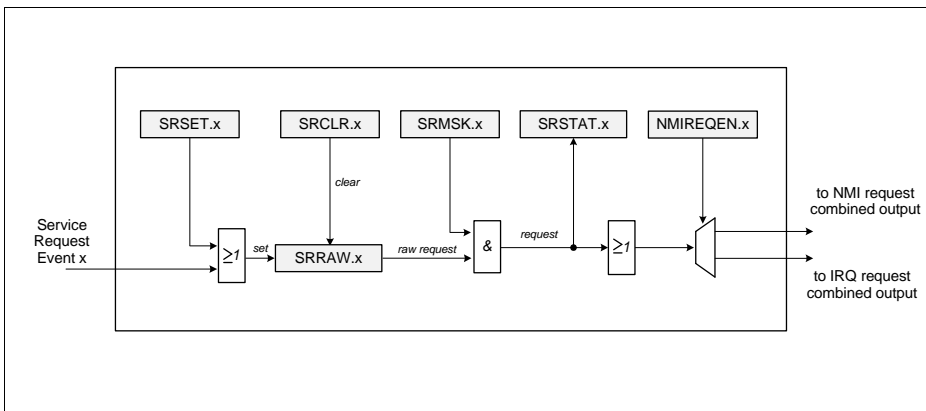 SRSET.x
SRCLR.x
SRMSK.x
SRSTAT.x
NMIREQEN.x
clear
to NMI request
combined output
Service
Request
Event x
≥1
set
SRRAW.x
raw request
&
request
≥1
to IRQ request
combined output